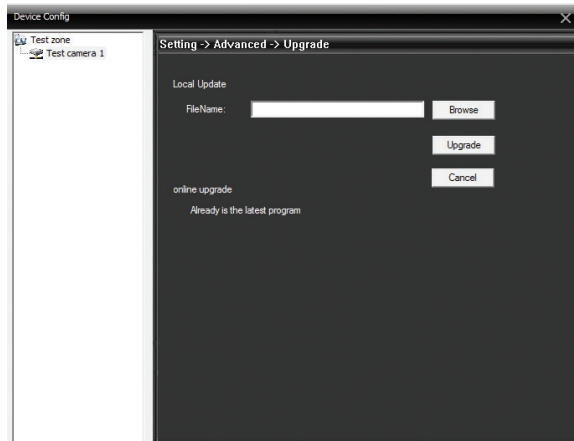 Device Config
Test zone
Test camera 1
Setting -> Advanced -> Upgrade
Local Update
FileName:
Browse
Upgrade
Cancel
online upgrade
Already is the latest program